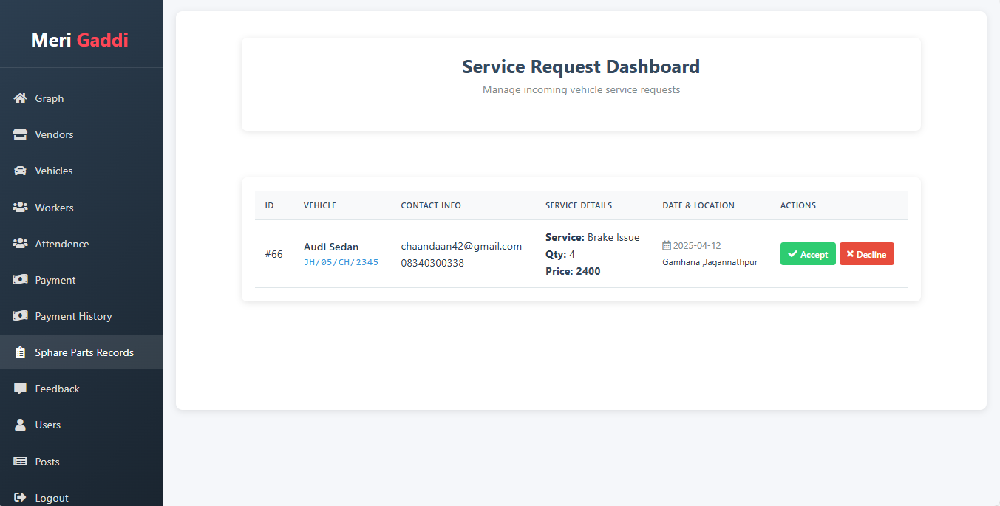 Meri Gaddi
Graph
Vendors
Vehicles
Workers
Attendence
Payment
Payment History
Sphare Parts Records
Feedback
Users
Posts
Logout
Service Request Dashboard
Manage incoming vehicle service requests
ID VEHICLE CONTACT INFO SERVICE DETAILS DATE & LOCATION ACTIONS
#66
Audi Sedan
JH/05/CH/2345
chaandaan42@gmail.com
08340300338
Service: Brake Issue
Qty: 4
Price: 2400
2025-04-12
Gamharia ,Jagannathpur
Accept
Decline